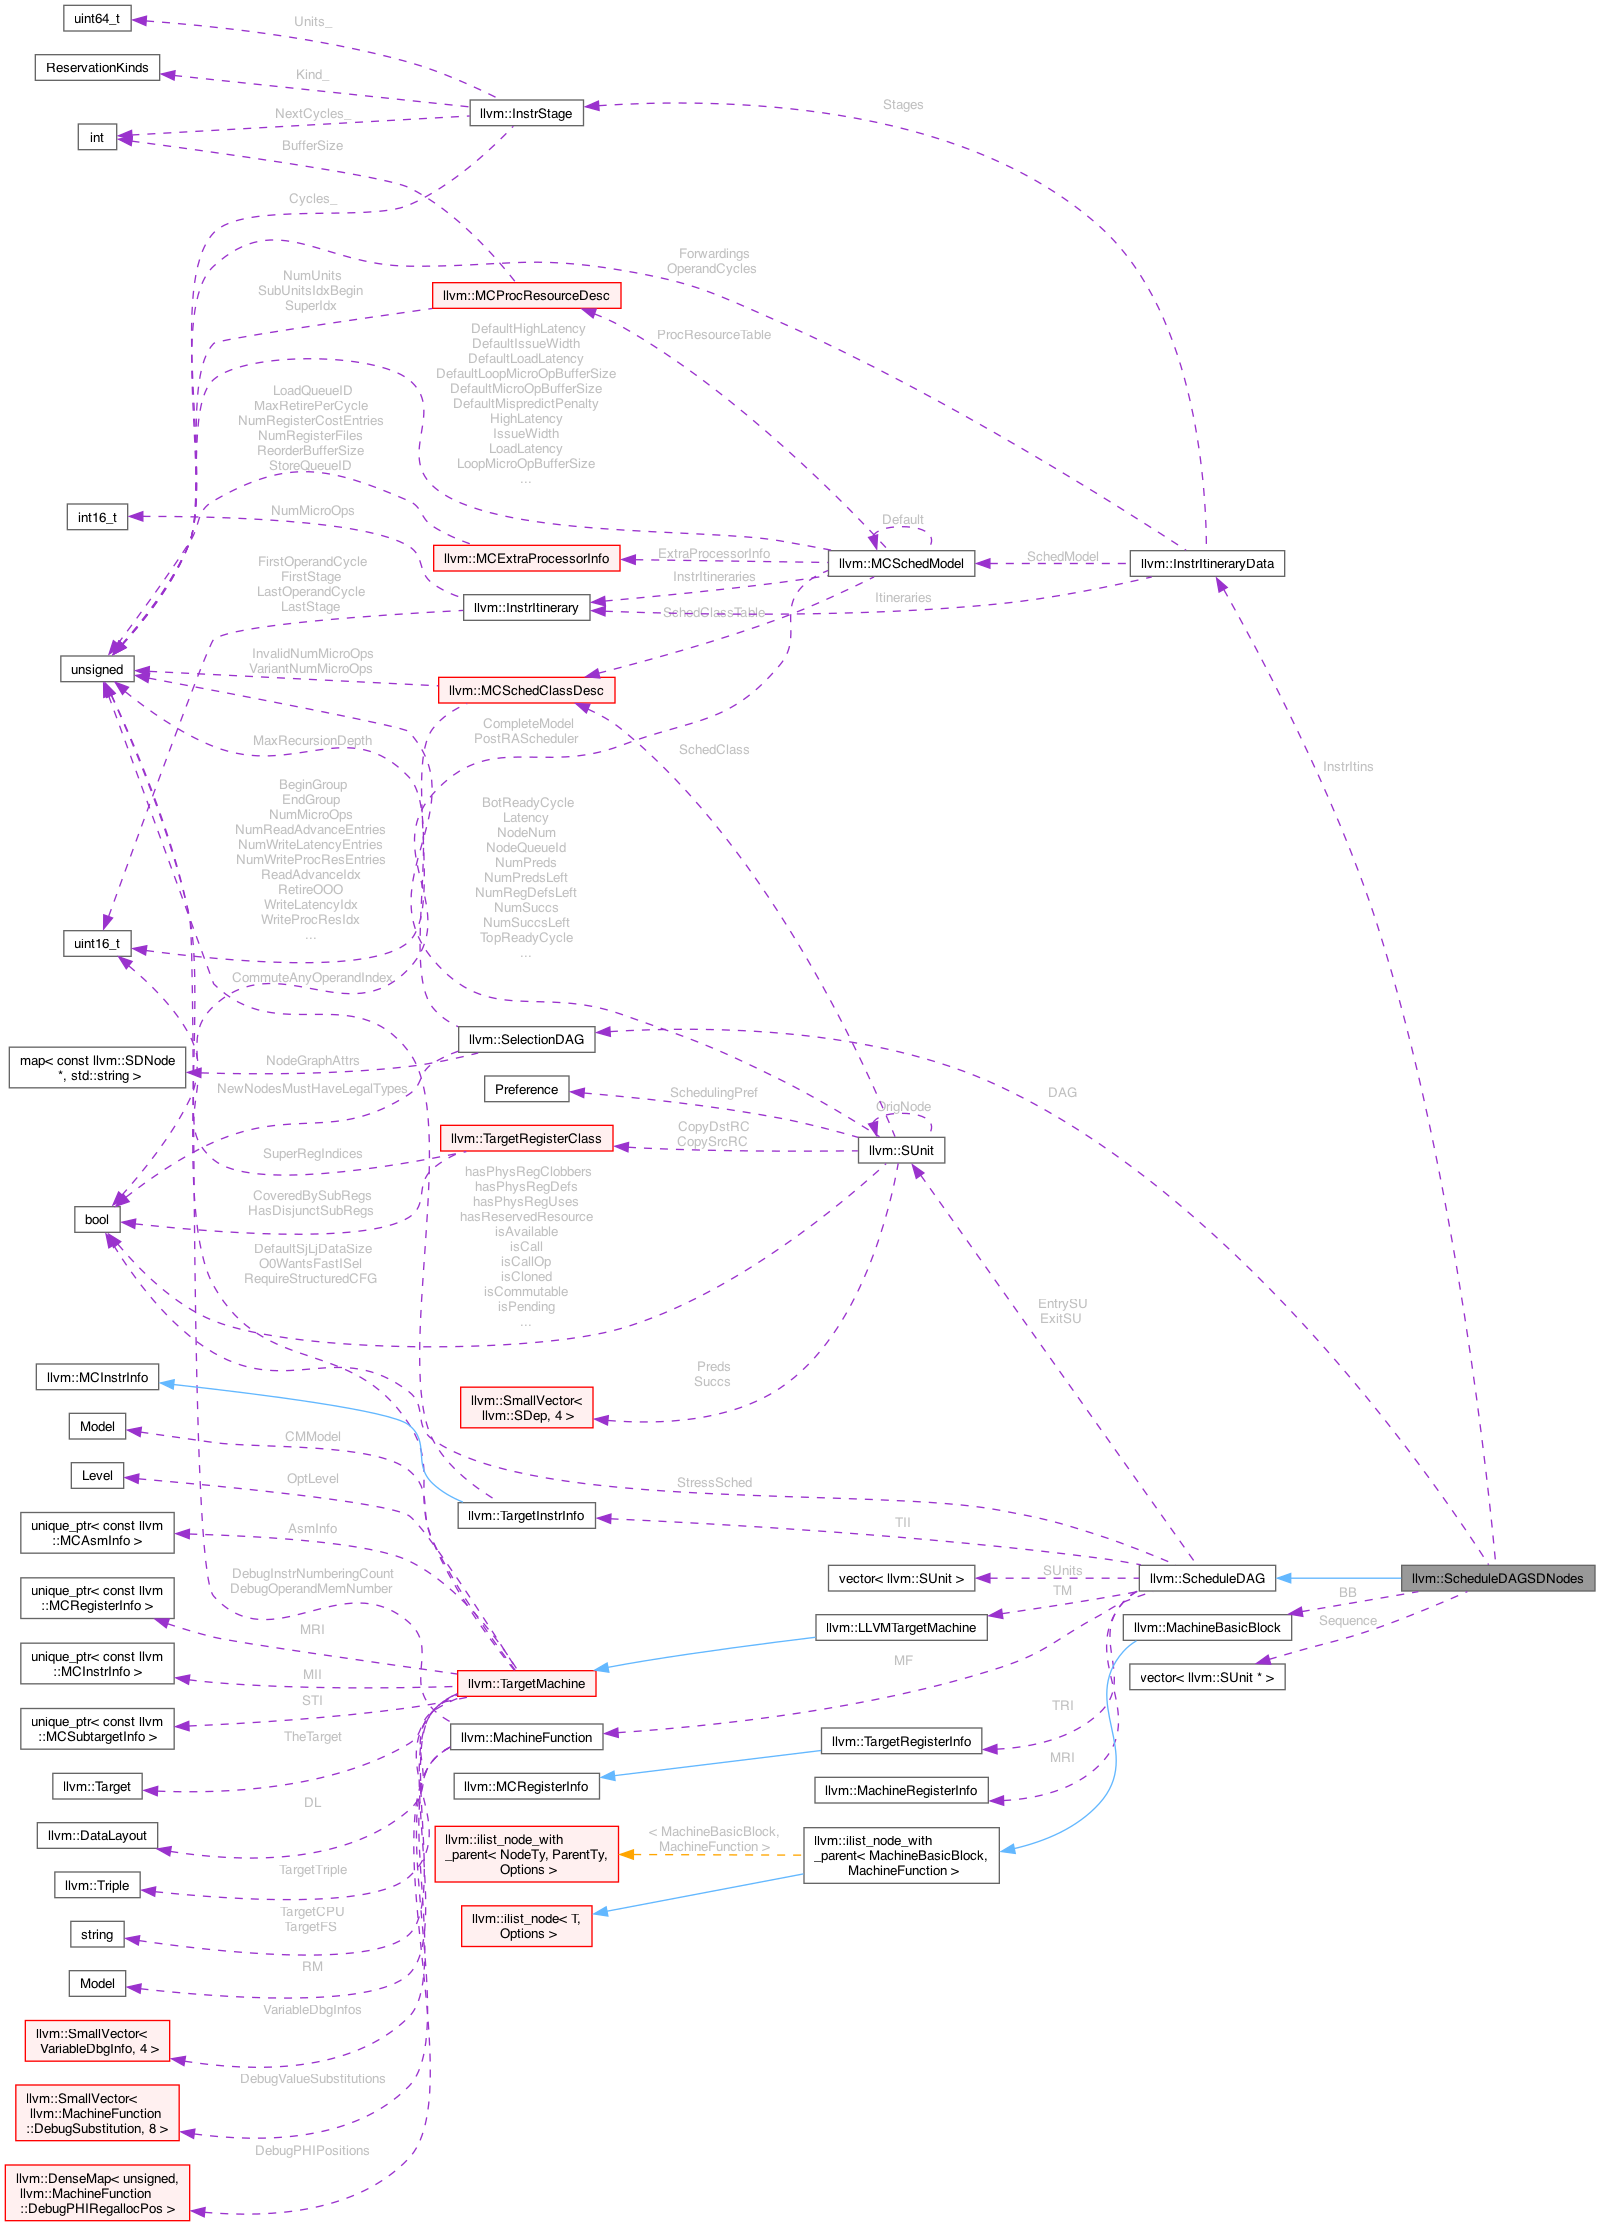 uint64_t
Units_
ReservationKinds
Kind_
Stages
llvm::InstrStage
NextCycles_
int
BufferSize
Cycles_
Forwardings
OperandCycles
NumUnits
SubUnitsIdxBegin
SuperIdx
llvm::MCProcResourceDesc
ProcResourceTable
DefaultHighLatency
DefaultIssueWidth
DefaultLoadLatency
DefaultLoopMicroOpBufferSize
DefaultMicroOpBufferSize
DefaultMispredictPenalty
HighLatency
IssueWidth
LoadLatency
LoopMicroOpBufferSize
...
LoadQueueID
MaxRetirePerCycle
NumRegisterCostEntries
NumRegisterFiles
ReorderBufferSize
StoreQueueID
int16_t
NumMicroOps
llvm::MCExtraProcessorInfo
ExtraProcessorInfo
Default
llvm::MCSchedModel
SchedModel
llvm::InstrItineraryData
InstrItineraries
Itineraries
FirstOperandCycle
FirstStage
LastOperandCycle
LastStage
llvm::InstrItinerary
SchedClassTable
unsigned
InvalidNumMicroOps
VariantNumMicroOps
llvm::MCSchedClassDesc
CompleteModel
PostRAScheduler
SchedClass
InstrItins
MaxRecursionDepth
BeginGroup
EndGroup
NumMicroOps
NumReadAdvanceEntries
NumWriteLatencyEntries
NumWriteProcResEntries
ReadAdvanceIdx
RetireOOO
WriteLatencyIdx
WriteProcResIdx
...
BotReadyCycle
Latency
NodeNum
NodeQueueId
NumPreds
NumPredsLeft
NumRegDefsLeft
NumSuccs
NumSuccsLeft
TopReadyCycle
...
uint16_t
CommuteAnyOperandIndex
llvm::SelectionDAG
map< const llvm::SDNode
*, std::string >
NodeGraphAttrs
NewNodesMustHaveLegalTypes
Preference
SchedulingPref
OrigNode
DAG
llvm::TargetRegisterClass
CopyDstRC
CopySrcRC
llvm::SUnit
SuperRegIndices
CoveredBySubRegs
HasDisjunctSubRegs
bool
hasPhysRegClobbers
hasPhysRegDefs
hasPhysRegUses
hasReservedResource
isAvailable
isCall
isCallOp
isCloned
isCommutable
isPending
...
DefaultSjLjDataSize
O0WantsFastISel
RequireStructuredCFG
EntrySU
ExitSU
llvm::MCInstrInfo
Preds
Succs
llvm::SmallVector<
llvm::SDep, 4 >
Model
CMModel
Level
OptLevel
StressSched
llvm::TargetInstrInfo
TII
unique_ptr< const llvm
::MCAsmInfo >
AsmInfo
SUnits
vector< llvm::SUnit >
llvm::ScheduleDAG
llvm::ScheduleDAGSDNodes
DebugInstrNumberingCount
DebugOperandMemNumber
TM
BB
unique_ptr< const llvm
::MCRegisterInfo >
MRI
llvm::LLVMTargetMachine
llvm::MachineBasicBlock
Sequence
unique_ptr< const llvm
::MCInstrInfo >
MII
llvm::TargetMachine
MF
vector< llvm::SUnit * >
STI
unique_ptr< const llvm
::MCSubtargetInfo >
TheTarget
llvm::MachineFunction
TRI
llvm::TargetRegisterInfo
MRI
llvm::Target
llvm::MCRegisterInfo
llvm::MachineRegisterInfo
DL
llvm::DataLayout
llvm::ilist_node_with
_parent< NodeTy, ParentTy,
Options >
< MachineBasicBlock,
MachineFunction >
llvm::ilist_node_with
_parent< MachineBasicBlock,
MachineFunction >
TargetTriple
llvm::Triple
TargetCPU
TargetFS
string
llvm::ilist_node< T,
Options >
RM
Model
VariableDbgInfos
llvm::SmallVector<
VariableDbgInfo, 4 >
DebugValueSubstitutions
llvm::SmallVector<
llvm::MachineFunction
::DebugSubstitution, 8 >
DebugPHIPositions
llvm::DenseMap< unsigned,
llvm::MachineFunction
::DebugPHIRegallocPos >